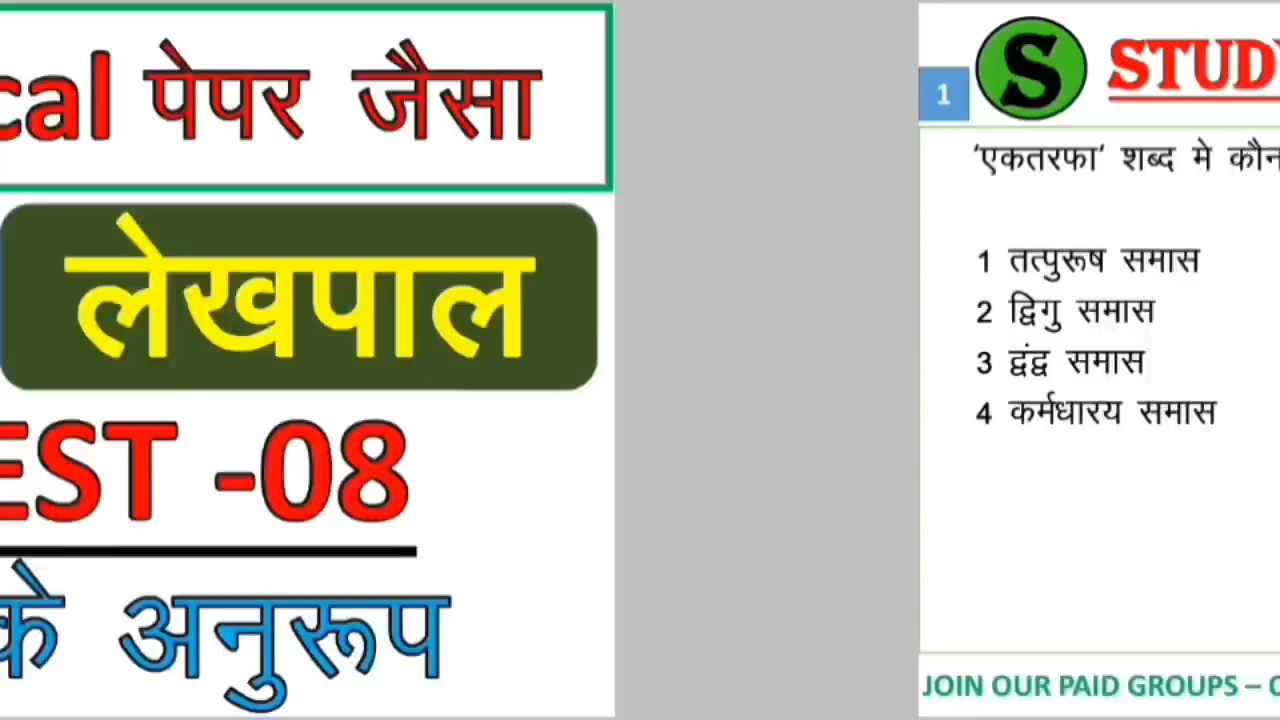 cal पेपर जैसा
लेखपाल
EST -08
के अनुरूप
1
S
STUDY
'एकतरफा' शब्द मे कौन
1 तत्पुरूष समास
2 द्विगु समास
3 द्वंद्व समास
4 कर्मधारय समास
JOIN OUR PAID GROUPS –